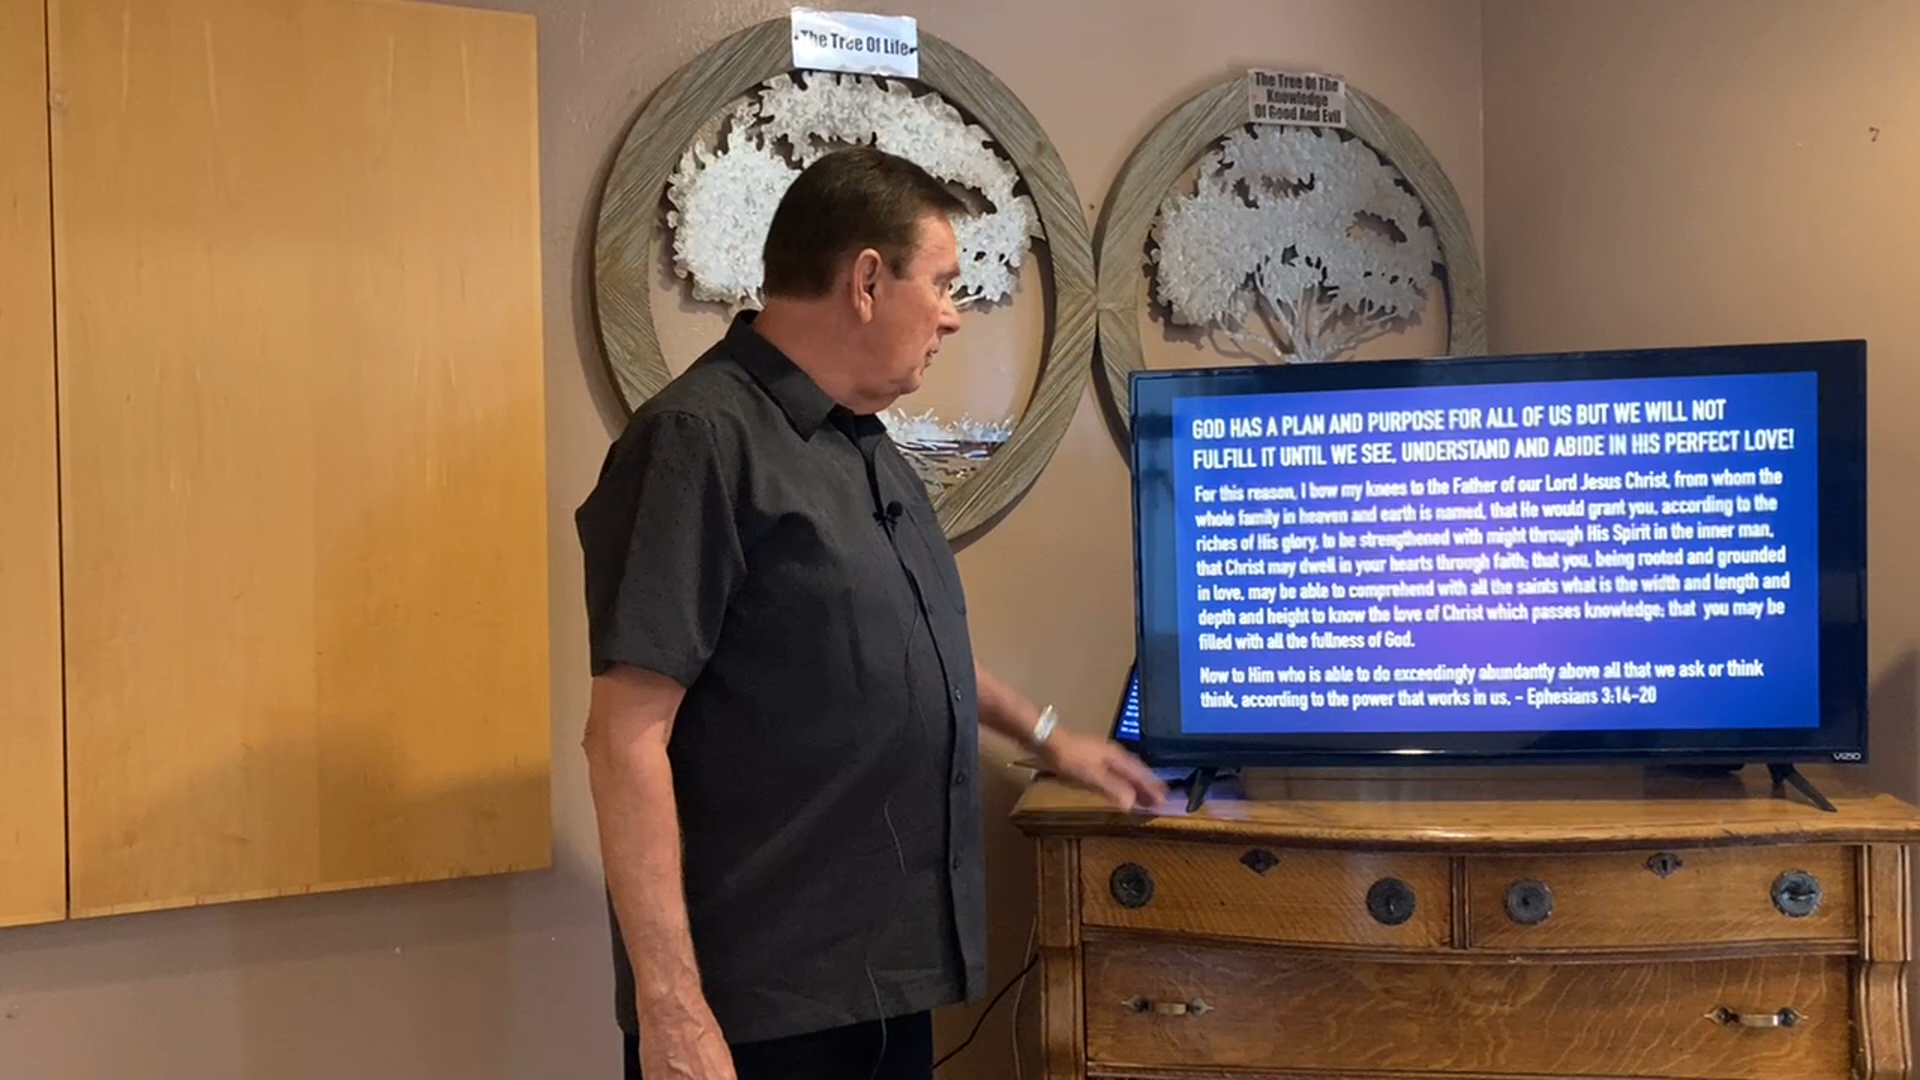 The Tree Of Life
The Tree Of The
Knowledge
Of Good And Evil
GOD HAS A PLAN AND PURPOSE FOR ALL OF US BUT WE WILL NOT
FULFILL IT UNTIL WE SEE, UNDERSTAND AND ABIDE IN HIS PERFECT LOVE!
For this reason, I bow my knees to the Father of our Lord Jesus Christ, from whom the
whole family in heaven and earth is named, that He would grant you, according to the
riches of His glory, to be strengthened with might through His Spirit in the inner man,
that Christ may dwell in your hearts through faith; that you, being rooted and grounded
in love, may be able to comprehend with all the saints what is the width and length and
depth and height to know the love of Christ which passes knowledge; that you may be
filled with all the fullness of God.
Now to Him who is able to do exceedingly abundantly above all that we ask or think
think, according to the power that works in us, - Ephesians 3:14-20
VIZIO